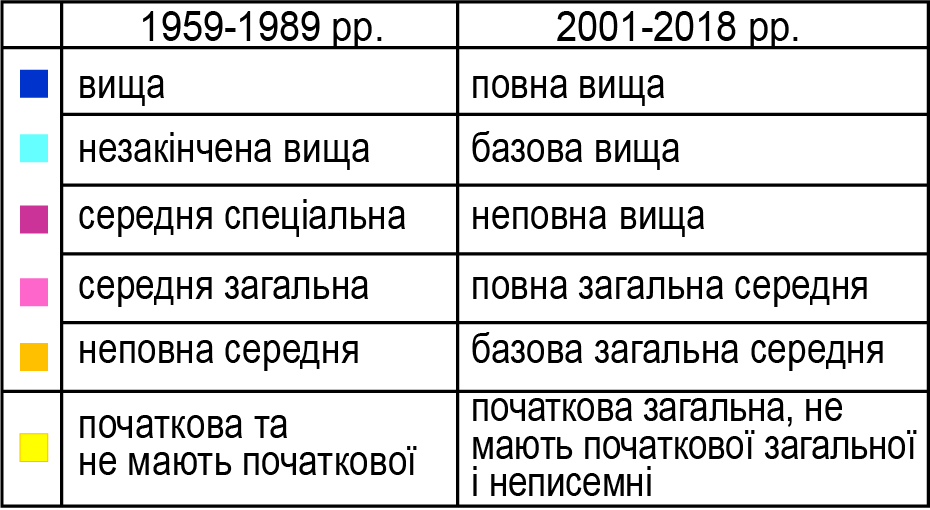 1959-1989 рр. 2001-2018 рр.
вища повна вища
незакінчена вища базова вища
середня спеціальна неповна вища
середня загальна повна загальна середня
неповна середня базова загальна середня
початкова та
не мають початкової
початкова загальна, не
мають початкової загальної
і неписемні